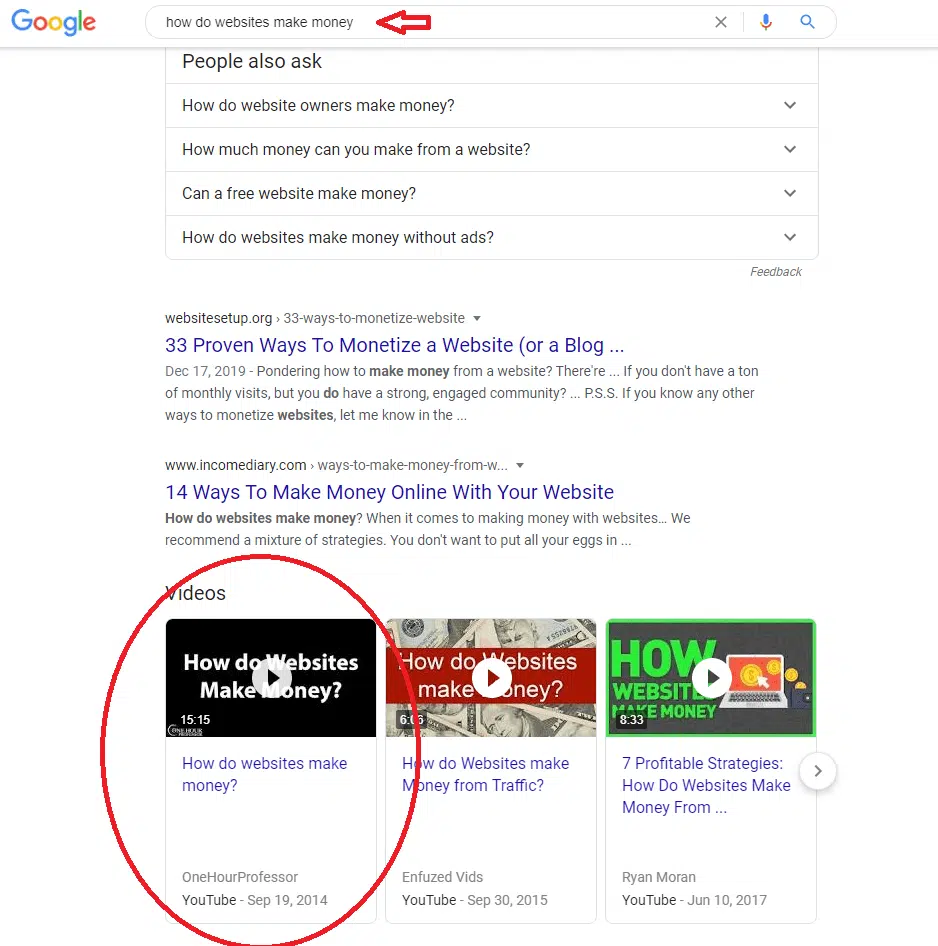 Google
how do websites make money
People also ask
How do website owners make money?
How much money can you make from a website?
Can a free website make money?
How do websites make money without ads?
Feedback
websitesetup.org › 33-ways-to-monetize-website
33 Proven Ways To Monetize a Website (or a Blog ...
Dec 17, 2019 - Pondering how to make money from a website? There're ... If you don't have a ton
of monthly visits, but you do have a strong, engaged community? ... P.S.S. If you know any other
ways to monetize websites, let me know in the ...
www.incomediary.com › ways-to-make-money-from-w...
14 Ways To Make Money Online With Your Website
How do websites make money? When it comes to making money with websites… We
recommend a mixture of strategies. You don't want to put all your eggs in ...
Videos
How do Websites
Make Money?
15:15
ONE HOUR
PROFESSOR
How do websites make
money?
OneHourProfessor
YouTube - Sep 19, 2014
How do Websites
make money?
6:06
How do Websites make
Money from Traffic?
Enfuzed Vids
YouTube - Sep 30, 2015
HOW
WEBSITES
MAKE MONEY
8:33
7 Profitable Strategies:
How Do Websites Make
Money From ...
Ryan Moran
YouTube - Jun 10, 2017